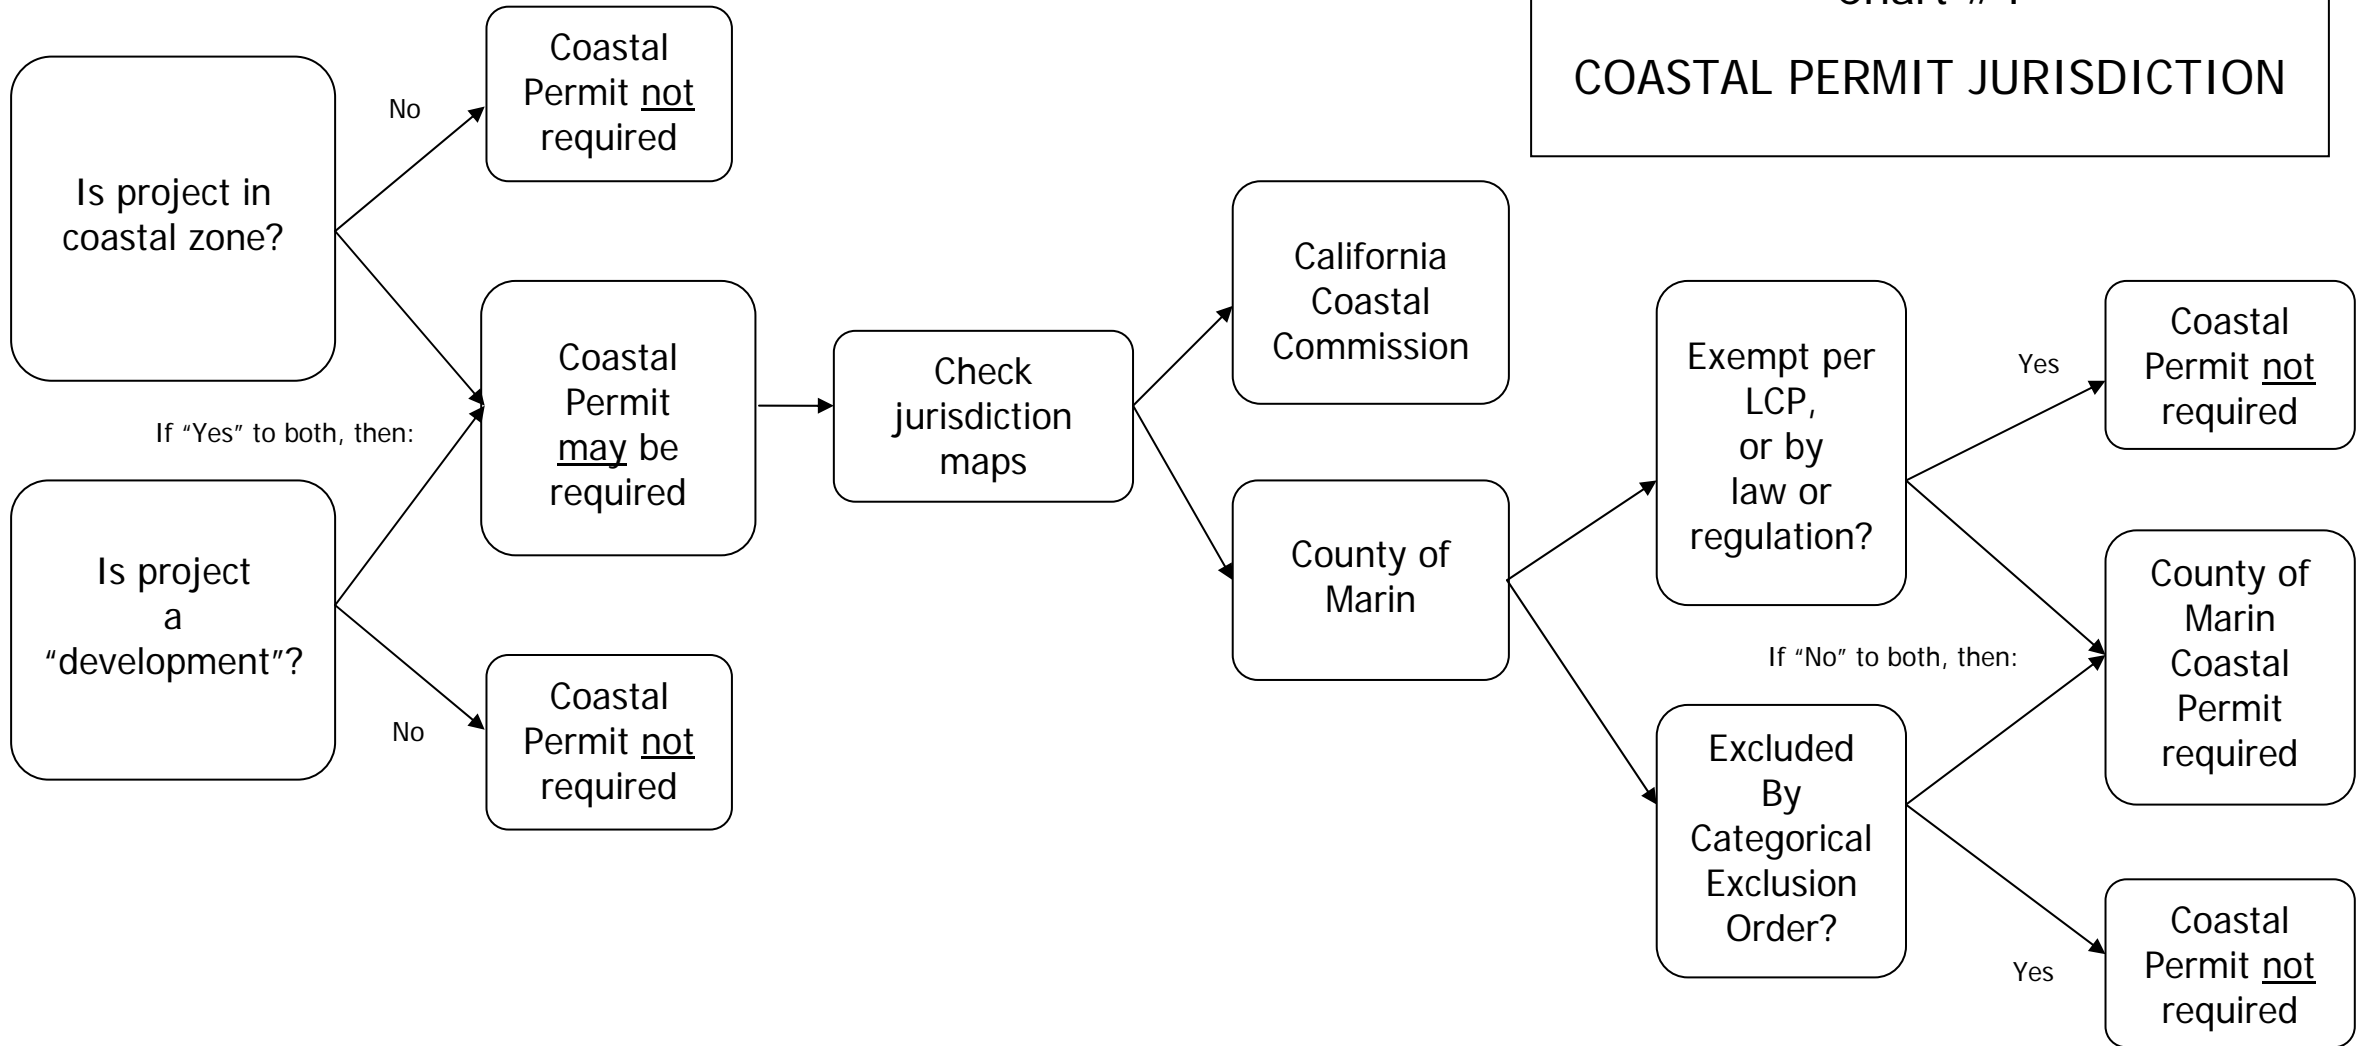 COASTAL PERMIT JURISDICTION
Coastal
Permit not
required
No
Is project in
coastal zone?
If “Yes” to both, then:
Is project
a
“development”?
No
Coastal
Permit
may be
required
Coastal
Permit not
required
Check
jurisdiction
maps
California
Coastal
Commission
County of
Marin
Exempt per
LCP,
or by
law or
regulation?
Yes
Coastal
Permit not
required
If “No” to both, then:
County of
Marin
Coastal
Permit
required
Excluded
By
Categorical
Exclusion
Order?
Yes
Coastal
Permit not
required